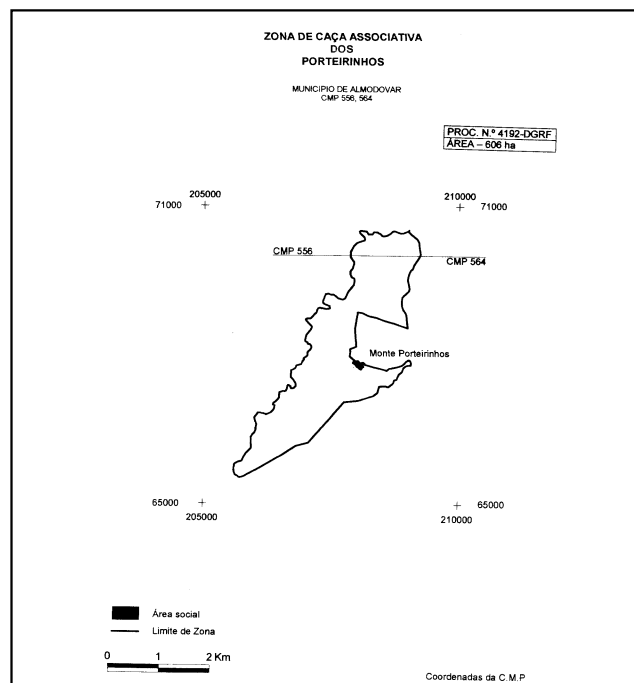 ZONA DE CAÇA ASSOCIATIVA
DOS
PORTEIRINHOS
MUNICIPIO DE ALMODOVAR
CMP 556, 564
PROC. N.º 4192-DGRF
ÁREA – 606 ha
205000
71000
210000
71000
CMP 556
CMP 564
Monte Porteirinhos
65000
205000
65000
210000
Área social
Limite de Zona
0 1 2 Km
Coordenadas da C.M.P